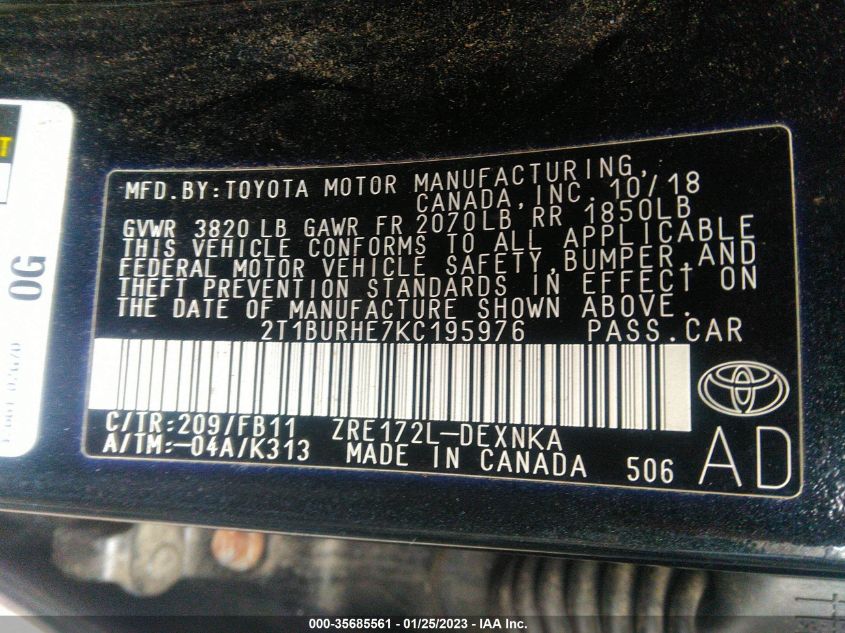 MFD.BY:TOYOTA MOTOR MANUFACTURING,
CANADA,INC. 10/18
GVWR 3820 LB GAWR FR 2070LB RR 1850LB
THIS VEHICLE CONFORMS TO ALL APPLICABLE
FEDERAL MOTOR VEHICLE SAFETY,BUMPER,AND
THEFT PREVENTION STANDARDS IN EFFECT ON
THE DATE OF MANUFACTURE SHOWN ABOVE.
2T1BURHE7KC195976 PASS.CAR
C/TR:209/FB11 ZRE172L-DEXNKA
A/TM:-04A/K313 MADE IN CANADA 506 AD
OG
000-35685561 / 01/25/2023 - IAA Inc.